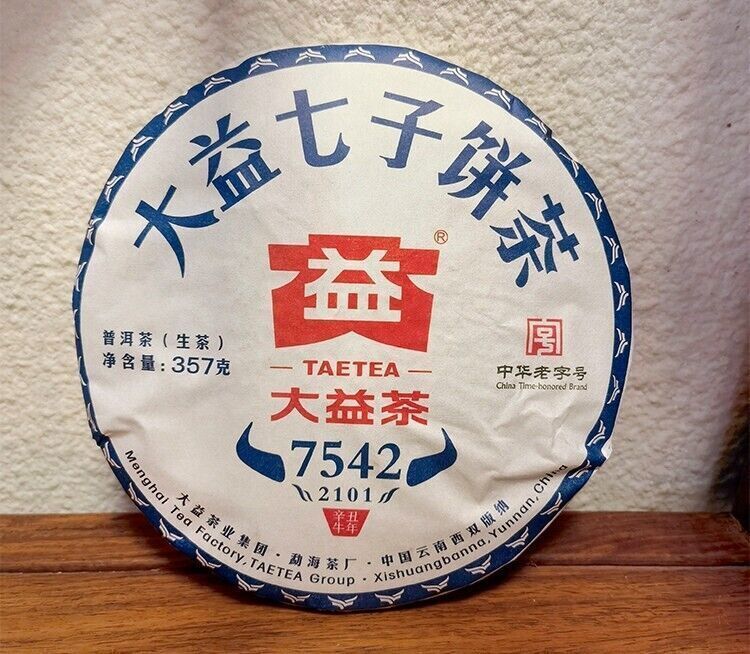 大益七子饼茶
益
®
普洱茶（生茶）
净含量: 357克
TAETEA
大益茶
中华老字号
China Time-honored Brand
7542
2101
辛丑
牛年
大益茶业集团·勐海茶厂·中国云南西双版纳
Menghai Tea Factory, TAETEA Group · Xishuangbanna, Yunnan, China